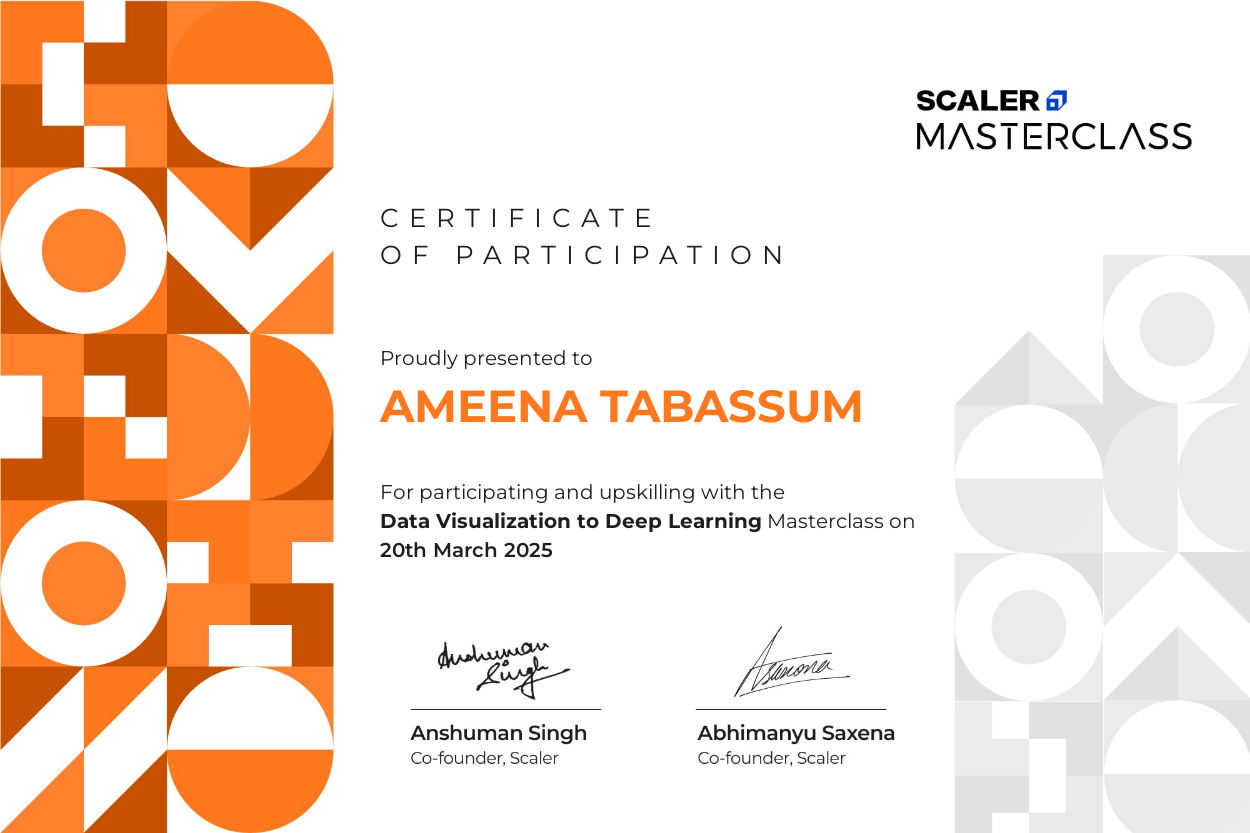 SCALER
MASTERCLASS
CERTIFICATE
OF PARTICIPATION
Proudly presented to
AMEENA TABASSUM
For participating and upskilling with the
Data Visualization to Deep Learning Masterclass on
20th March 2025
Anshuman
Singh
Asaxena
Anshuman Singh
Abhimanyu Saxena
Co-founder, Scaler
Co-founder, Scaler